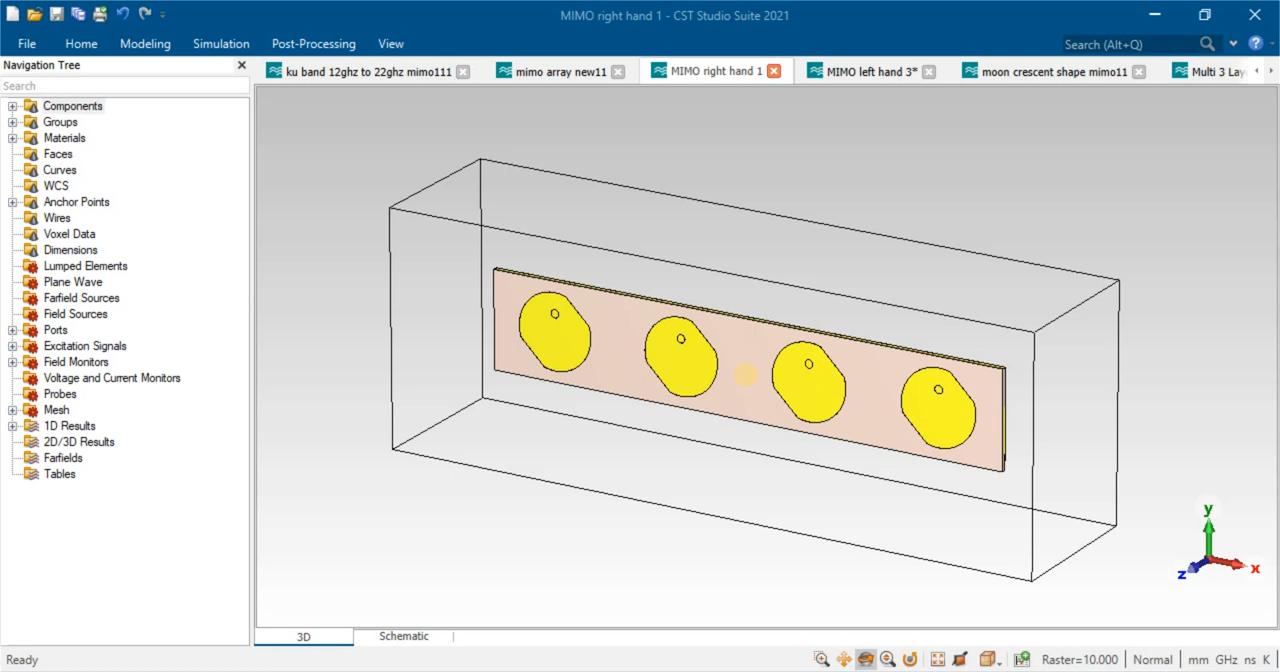 MIMO right hand 1 - CST Studio Suite 2021
File Home Modeling Simulation Post-Processing View Search (Alt+Q)
Navigation Tree
ku band 12ghz to 22ghz mimo111 mimo array new11 MIMO right hand 1 MIMO left hand 3* moon crescent shape mimo11 Multi 3 Lay
Search
Components
Groups
Materials
Faces
Curves
WCS
Anchor Points
Wires
Voxel Data
Dimensions
Lumped Elements
Plane Wave
Farfield Sources
Field Sources
Ports
Excitation Signals
Field Monitors
Voltage and Current Monitors
Probes
Mesh
1D Results
2D/3D Results
Farfields
Tables
y
x
z
3D Schematic
Ready Raster=10.000 Normal mm GHz ns K